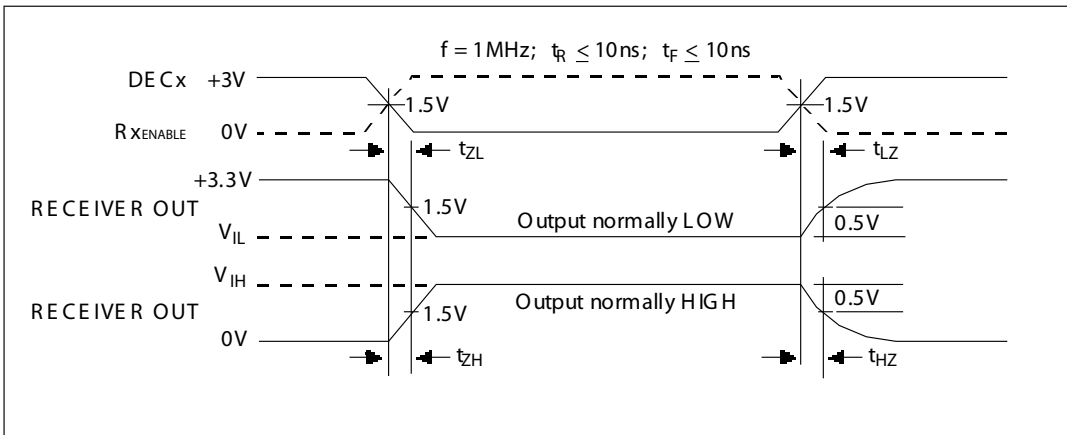 f = 1MHz; tR ≤ 10ns; tF ≤ 10ns
DECx +3V
1.5V
1.5V
RxENABLE 0V
tZL
tLZ
+3.3V
RECEIVER OUT
1.5V
Output normally LOW
0.5V
VIL
VIH
Output normally HIGH
0.5V
RECEIVER OUT
1.5V
0V
tZH
tHZ